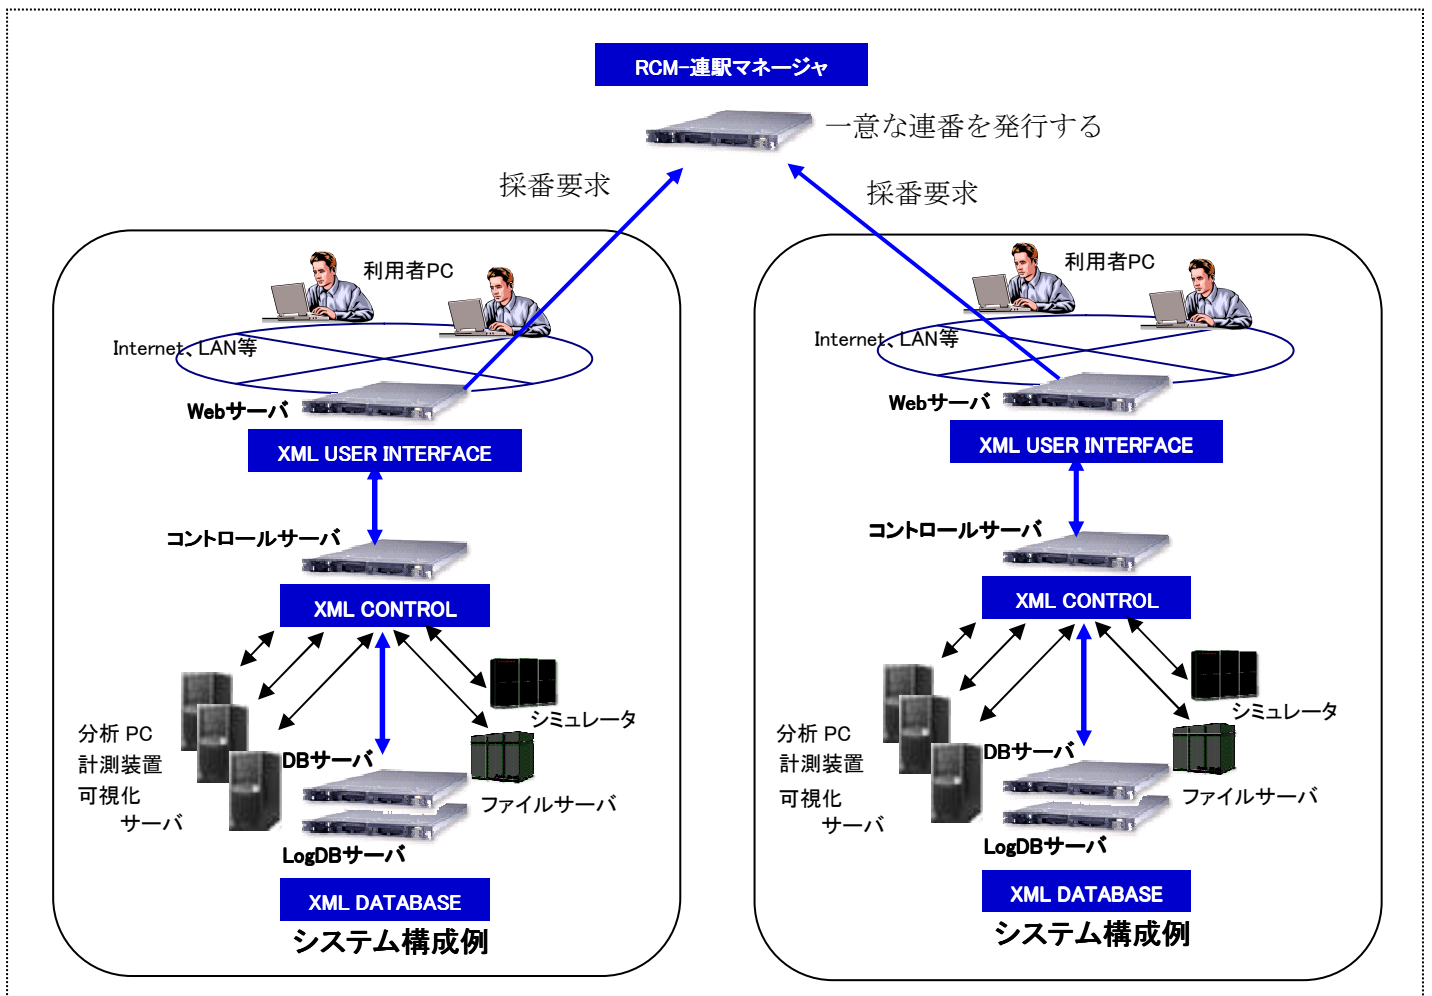 RCM-連駅マネージャ
一意な連番を発行する
採番要求
採番要求
利用者PC
Internet、LAN等
Webサーバ
XML USER INTERFACE
コントロールサーバ
XML CONTROL
シミュレータ
分析 PC
計測装置
可視化
サーバ
DBサーバ
ファイルサーバ
LogDBサーバ
XML DATABASE
システム構成例
利用者PC
Internet、LAN等
Webサーバ
XML USER INTERFACE
コントロールサーバ
XML CONTROL
シミュレータ
分析 PC
計測装置
可視化
サーバ
DBサーバ
ファイルサーバ
LogDBサーバ
XML DATABASE
システム構成例